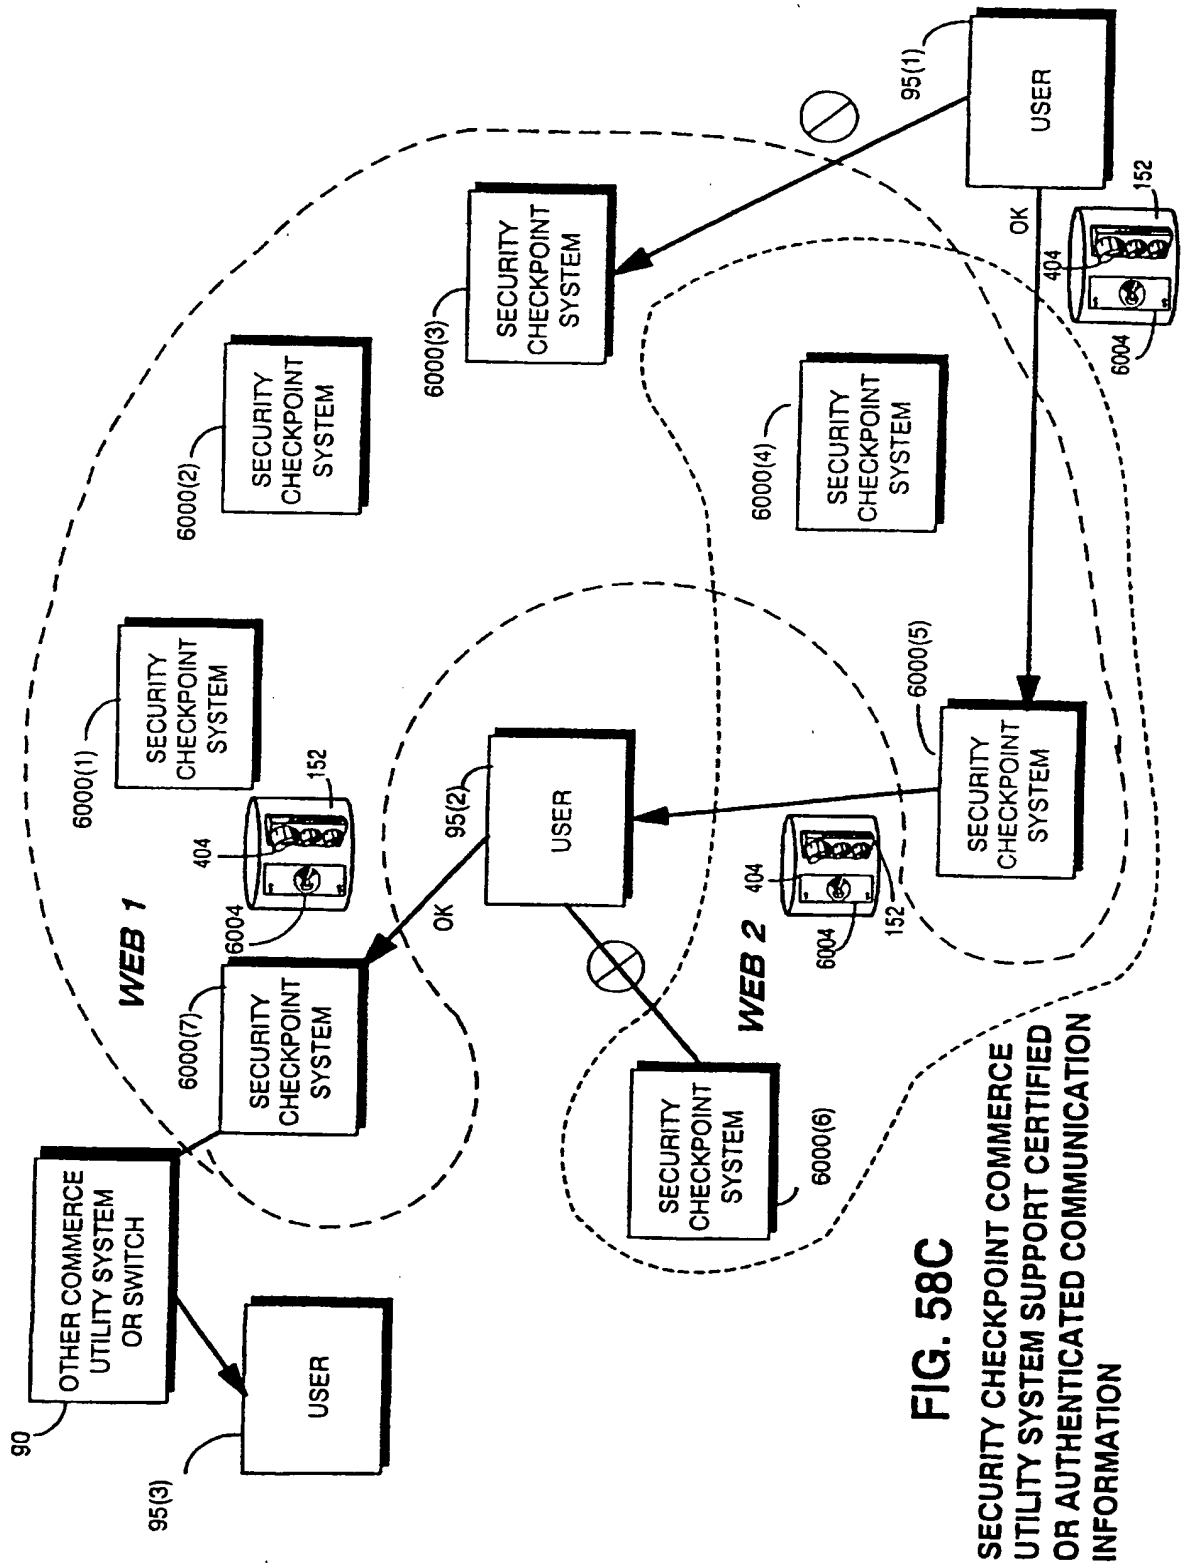 90
OTHER COMMERCE
UTILITY SYSTEM
OR SWITCH
95(3)
USER
WEB 1
6000(1)
SECURITY
CHECKPOINT
SYSTEM
6000(2)
SECURITY
CHECKPOINT
SYSTEM
6000(7)
SECURITY
CHECKPOINT
SYSTEM
6004
404
152
OK
6000(3)
SECURITY
CHECKPOINT
SYSTEM
95(2)
USER
95(1)
USER
OK
404
152
6004
6000(4)
SECURITY
CHECKPOINT
SYSTEM
6000(6)
SECURITY
CHECKPOINT
SYSTEM
WEB 2
404
6004
152
6000(5)
SECURITY
CHECKPOINT
SYSTEM
FIG. 58C
SECURITY CHECKPOINT COMMERCE
UTILITY SYSTEM SUPPORT CERTIFIED
OR AUTHENTICATED COMMUNICATION
INFORMATION